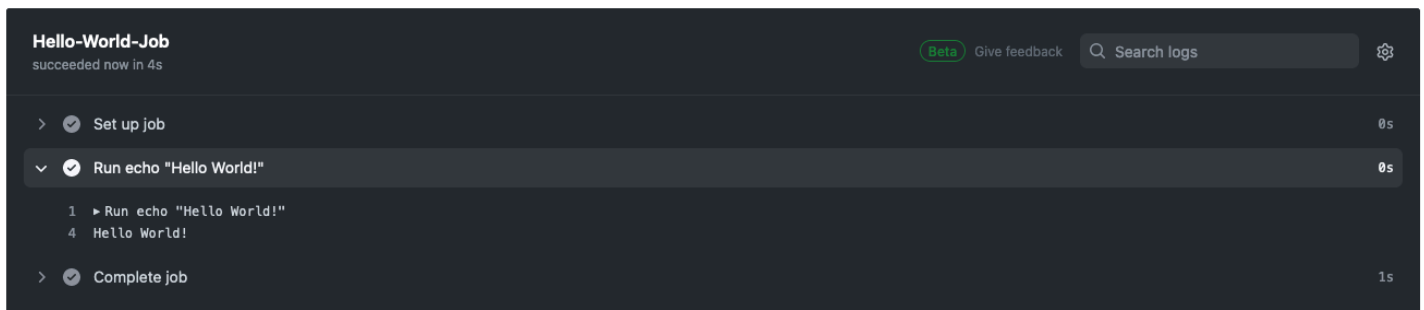 Hello-World-Job
succeeded now in 4s
Beta Give feedback
Search logs
Set up job 0s
Run echo "Hello World!" 0s
1 Run echo "Hello World!"
4 Hello World!
Complete job 1s